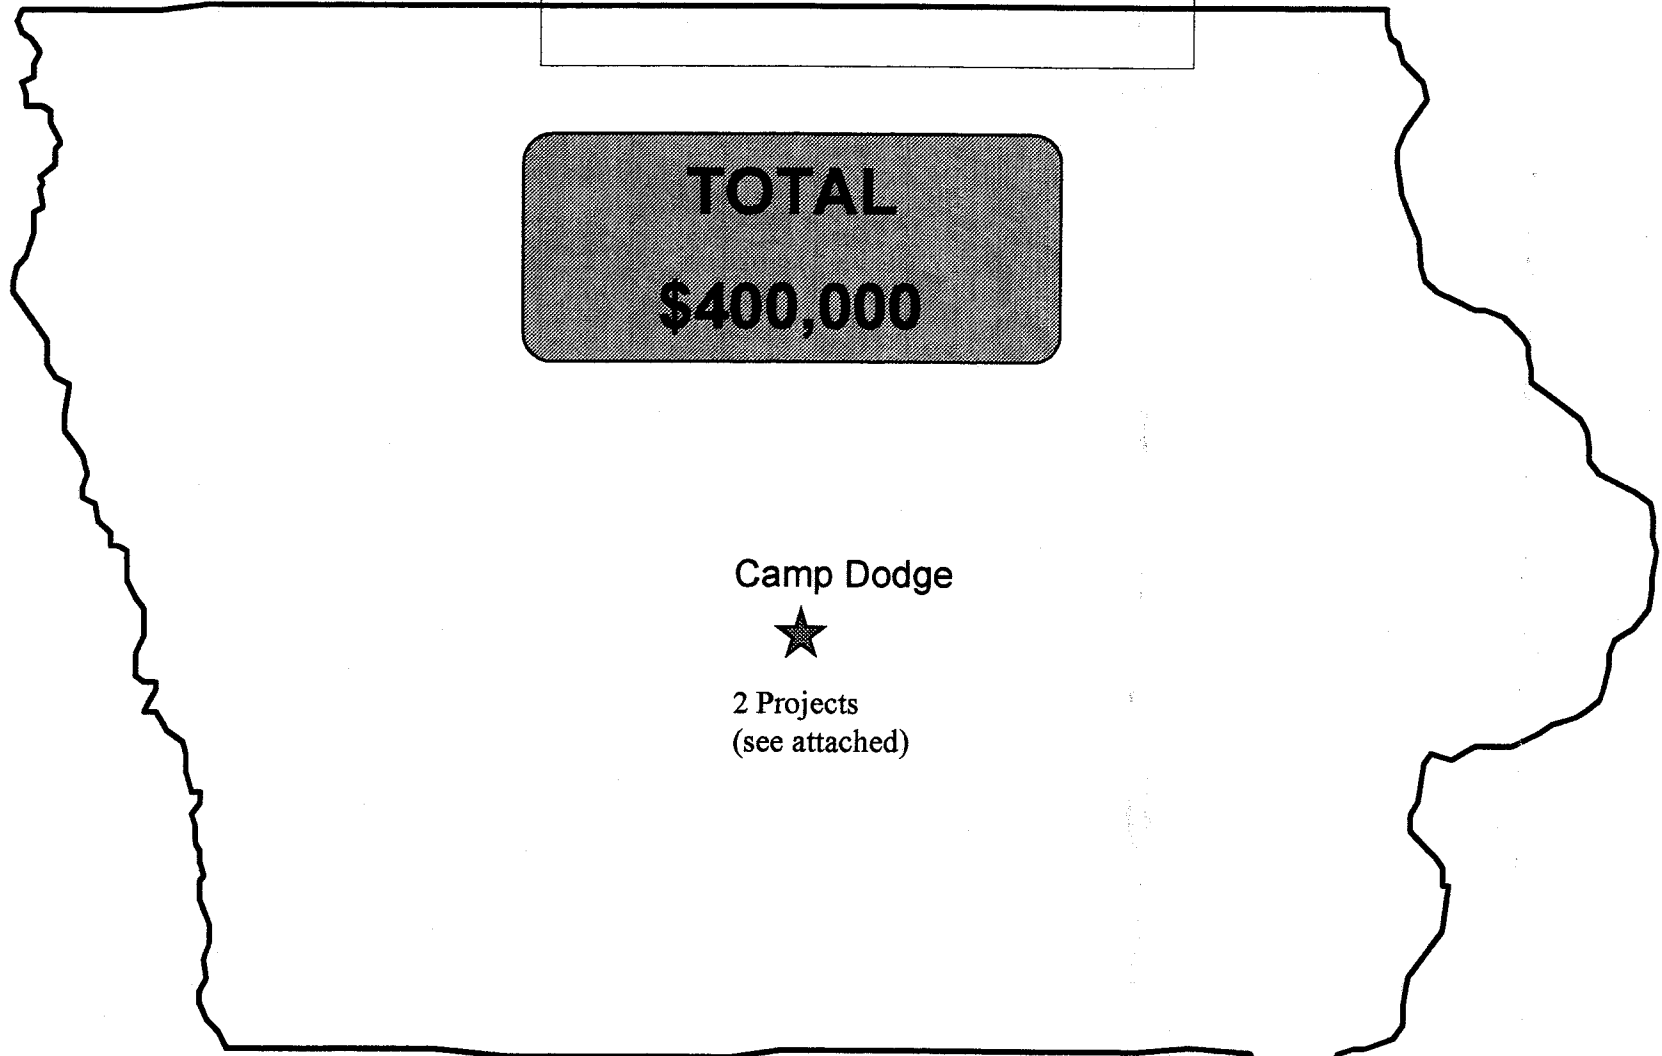 TOTAL
$400,000
Camp Dodge
2 Projects
(see attached)